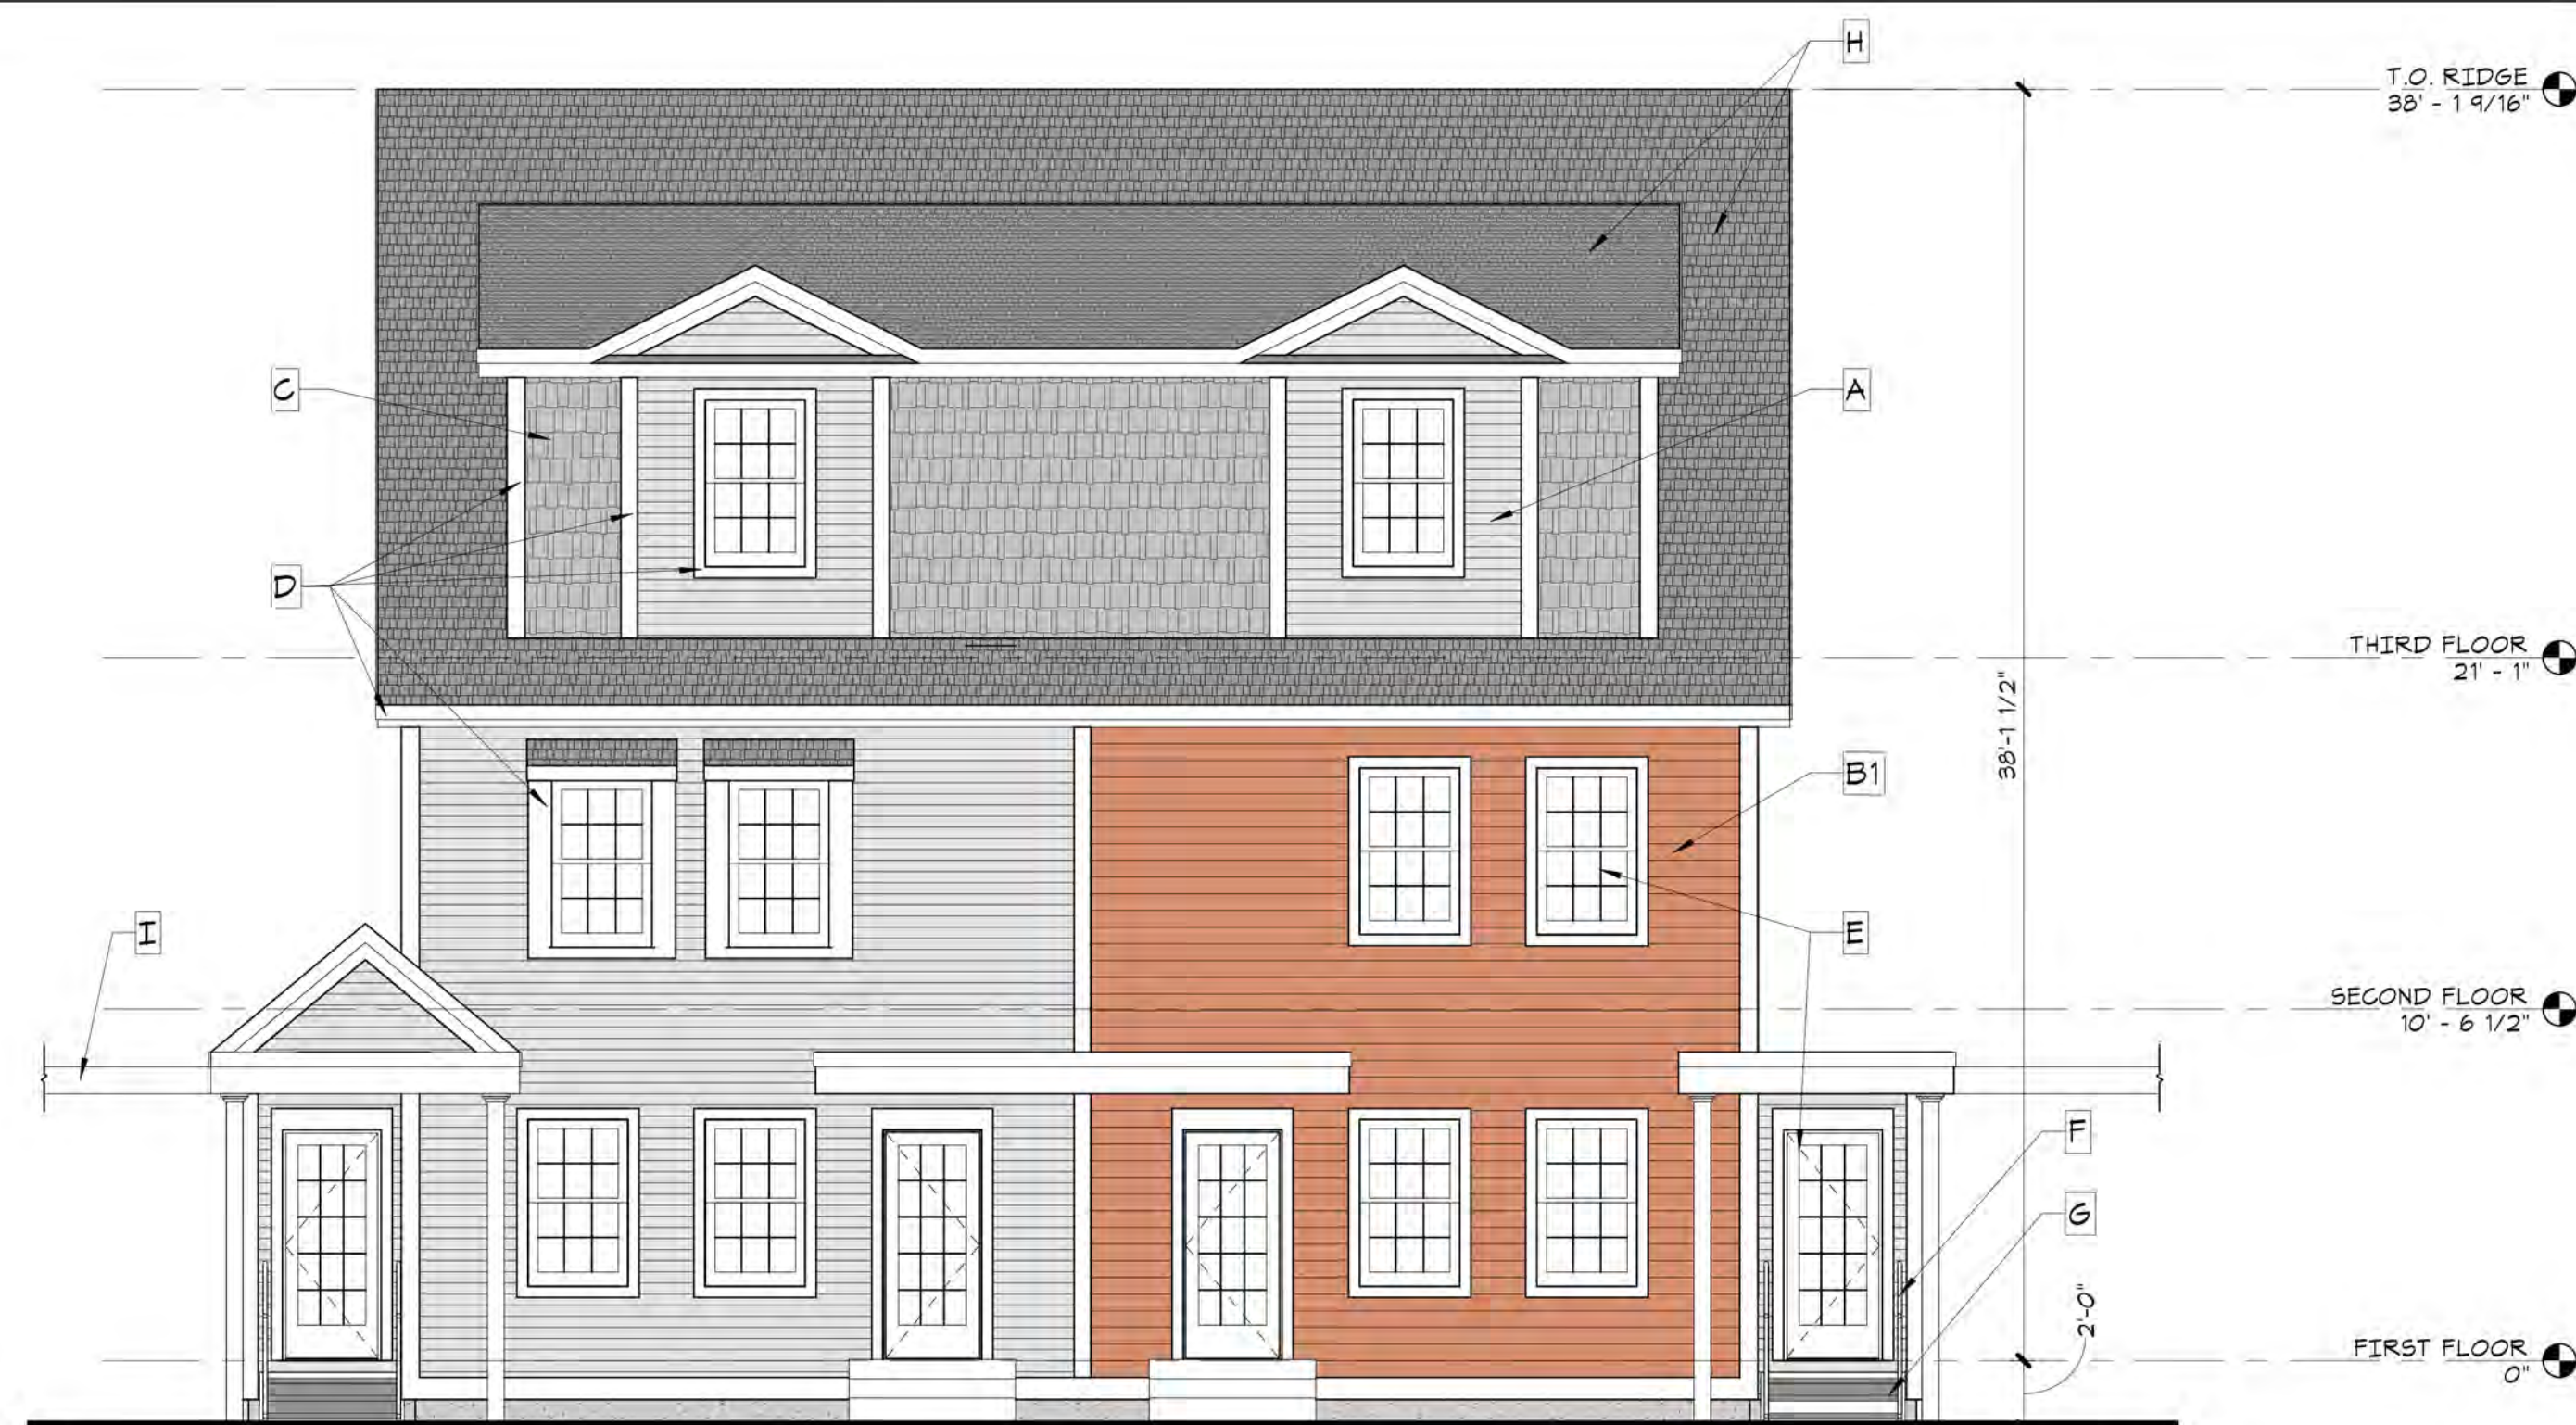 H
T.O. RIDGE
38' - 1 9/16"
C
A
D
THIRD FLOOR
21' - 1"
38'-1 1/2"
B1
I
E
SECOND FLOOR
10' - 6 1/2"
F
G
2'-0"
FIRST FLOOR
0"